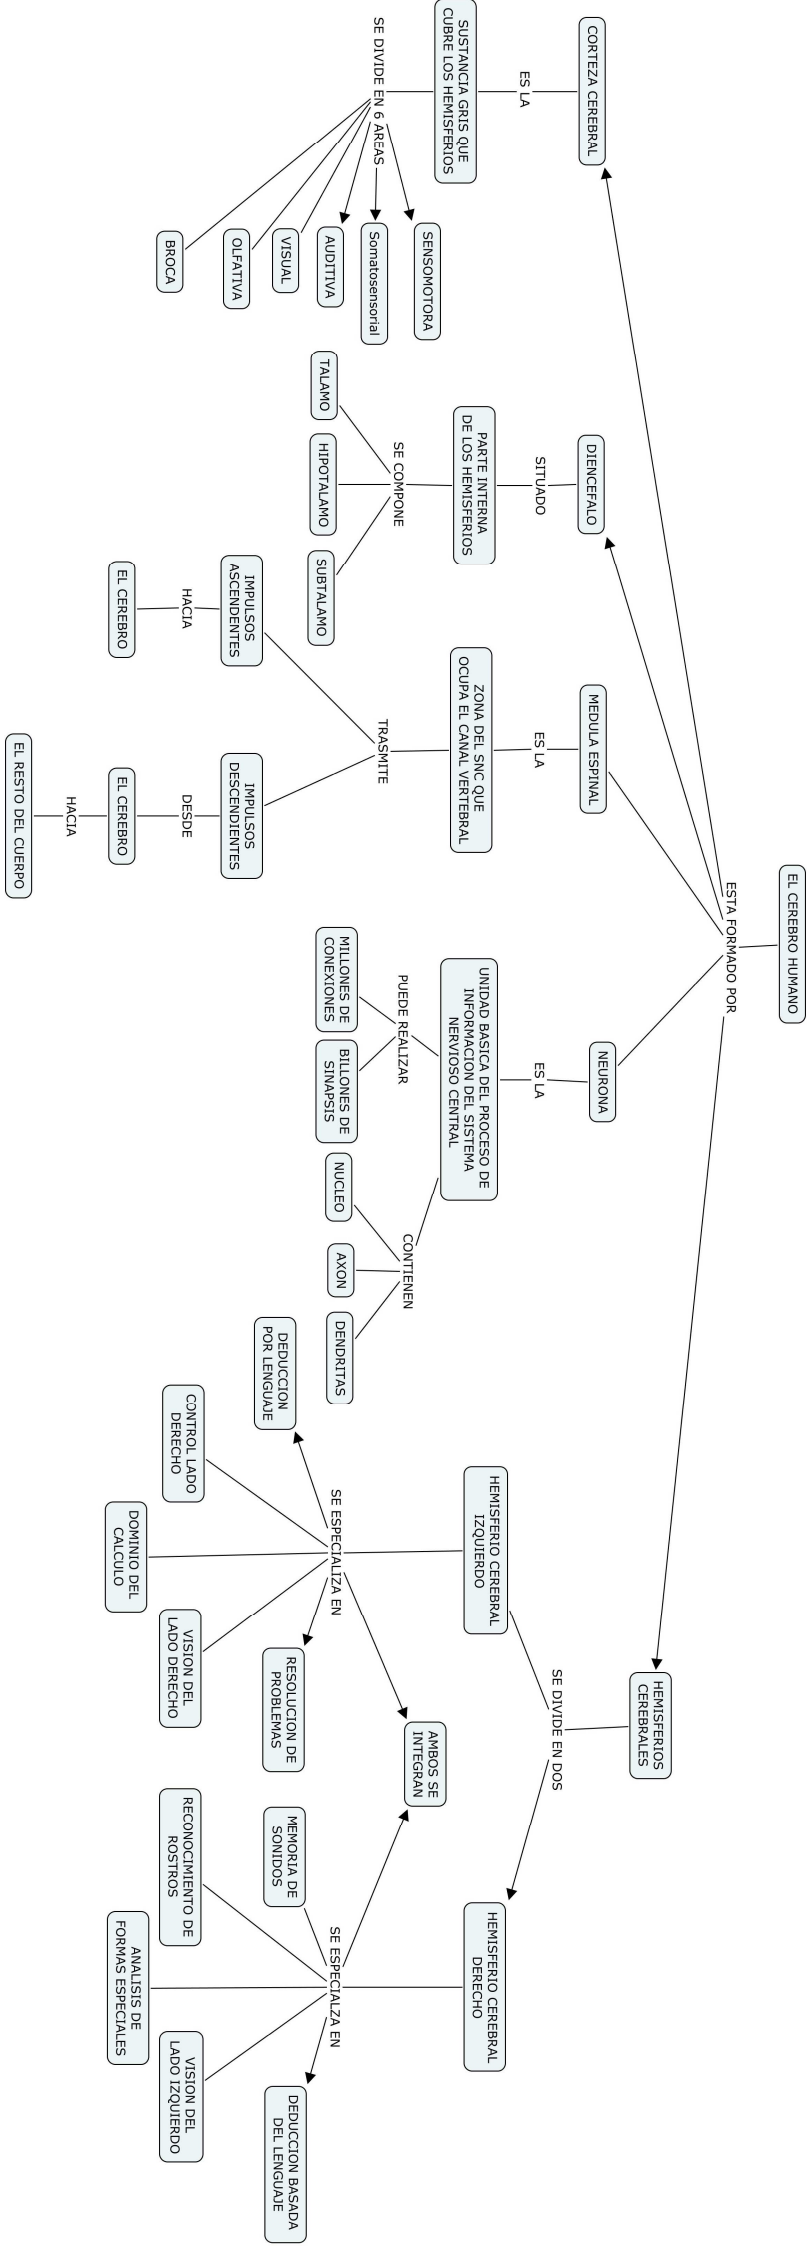 EL CEREBRO HUMANO
ESTA FORMADO POR
CORTEZA CEREBRAL
ES LA
SUSTANCIA GRIS QUE
CUBRE LOS HEMISFERIOS
SE DIVIDE EN 6 AREAS
SENSOMOTORA
Somatosensorial
AUDITIVA
VISUAL
OLFATIVA
BROCA
DIENCEFALO
SITUADO
PARTE INTERNA
DE LOS HEMISFERIOS
SE COMPONE
TALAMO
HIPOTALAMO
SUBTALAMO
MEDULA ESPINAL
ES LA
ZONA DEL SNC QUE
OCUPA EL CANAL VERTEBRAL
TRASMITE
IMPULSOS
ASCENDENTES
HACIA
EL CEREBRO
IMPULSOS
DESCENDIENTES
DESDE
EL CEREBRO
HACIA
EL RESTO DEL CUERPO
NEURONA
ES LA
UNIDAD BASICA DEL PROCESO DE
INFORMACION DEL SISTEMA
NERVIOSO CENTRAL
PUEDE REALIZAR
MILLONES DE
CONEXIONES
BILLONES DE
SINAPSIS
CONTIENEN
NUCLEO
AXON
DENDRITAS
HEMISFERIOS
CEREBRALES
SE DIVIDE EN DOS
HEMISFERIO CEREBRAL
IZQUIERDO
SE ESPECIALIZA EN
DEDUCCION
POR LENGUAJE
CONTROL LADO
DERECHO
DOMINIO DEL
CALCULO
VISION DEL
LADO DERECHO
RESOLUCION DE
PROBLEMAS
AMBOS SE
INTEGRAN
HEMISFERIO CEREBRAL
DERECHO
SE ESPECIALZA EN
MEMORIA DE
SONIDOS
RECONOCIMIENTO DE
ROSTROS
ANALISIS DE
FORMAS ESPECIALES
VISION DEL
LADO IZQUIERDO
DEDUCCION BASADA
DEL LENGUAJE